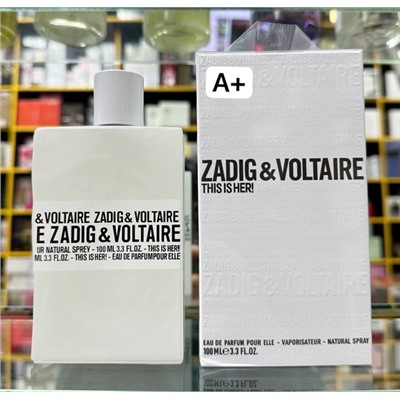 A+
& VOLTAIRE ZADIG & VOLTAIRE
E ZADIG & VOLTAIRE
UR NATURAL SPREY - 100 ML 3.3 FL.OZ. - THIS IS HER!
ML 3.3 FL.OZ. - THIS IS HER! - EAU DE PARFUMPOUR ELLE
ZADIG & VOLTAIRE
THIS IS HER!
EAU DE PARFUM POUR ELLE - VAPORISATEUR - NATURAL SPRAY
100 ML℮3.3 FL.OZ.